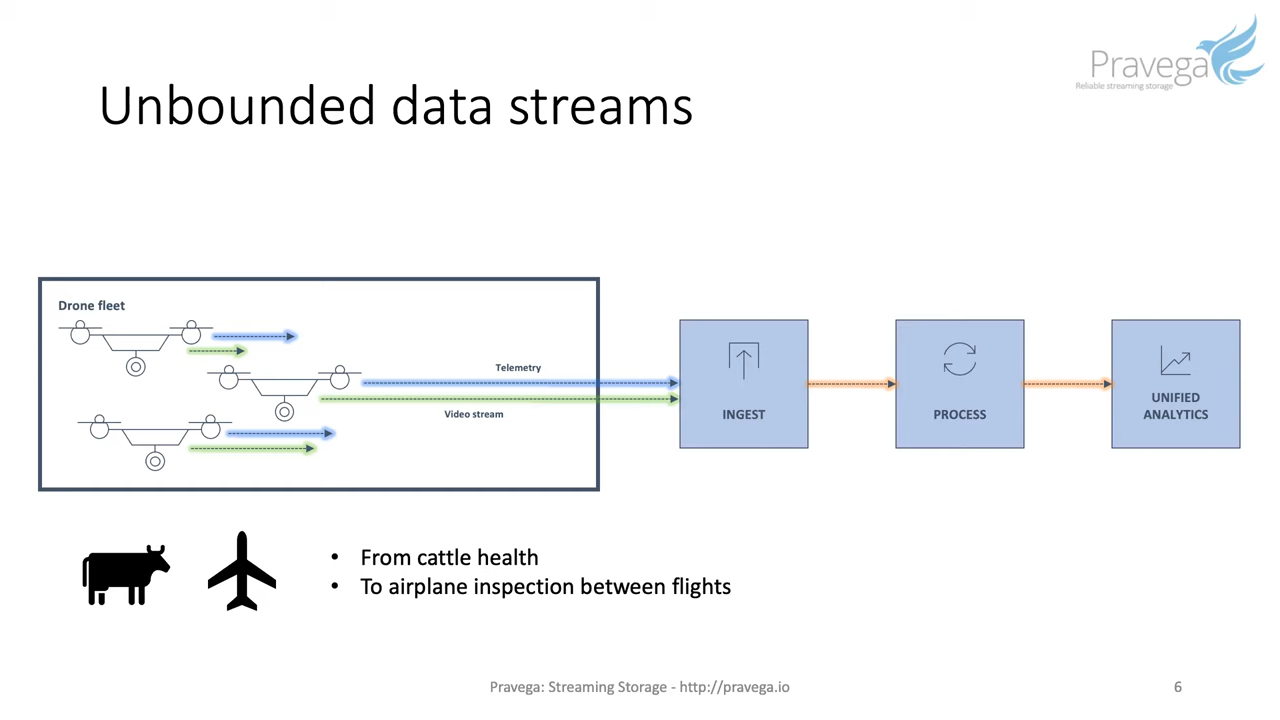 Pravega
Reliable streaming storage
Unbounded data streams
Drone fleet
Telemetry
Video stream
INGEST
PROCESS
UNIFIED
ANALYTICS
• From cattle health
• To airplane inspection between flights
Pravega: Streaming Storage - http://pravega.io
6